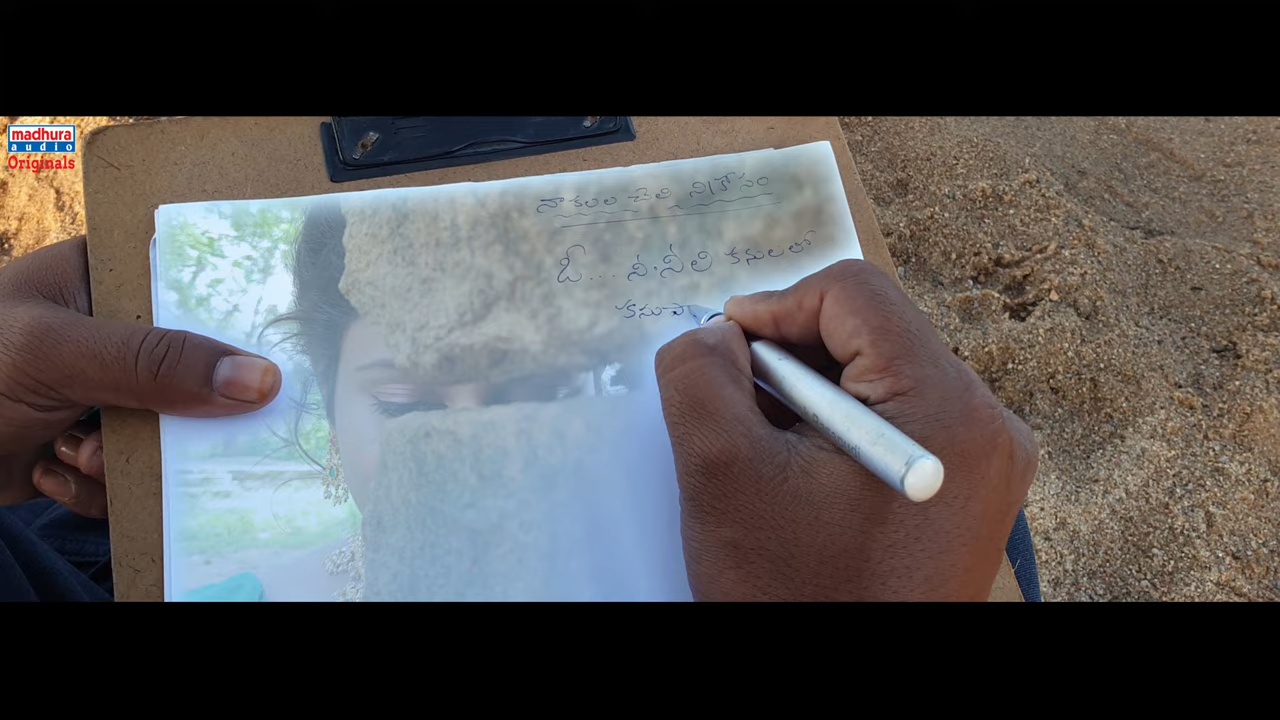 madhura
audio
Originals
నా కలల చెలి నీకోసం
ఓ.... నీ నీలి కనులలో